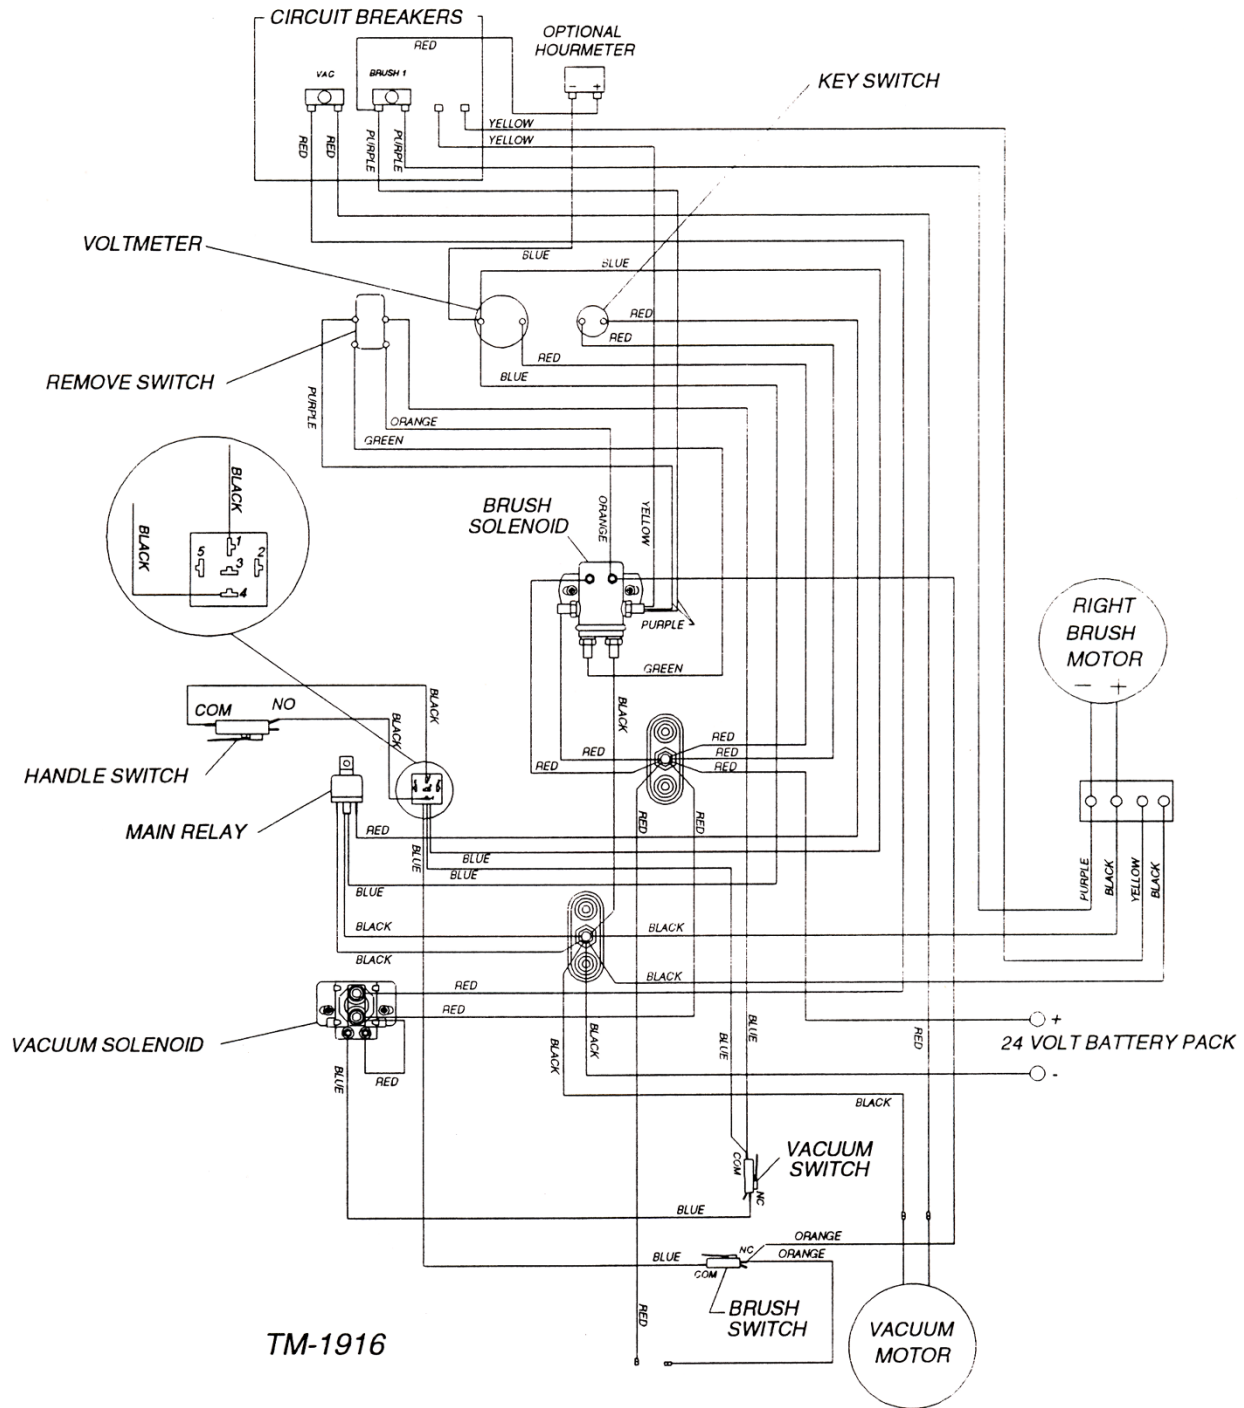 CIRCUIT BREAKERS
OPTIONAL
HOURMETER
RED
VAC
BRUSH 1
- +
KEY SWITCH
YELLOW
YELLOW
RED
RED
PURPLE
PURPLE
VOLTMETER
BLUE
BLUE
RED
RED
RED
BLUE
REMOVE SWITCH
PURPLE
ORANGE
GREEN
BLACK
BLACK
1
5
2
3
4
BRUSH
SOLENOID
ORANGE
YELLOW
PURPLE
GREEN
RIGHT
BRUSH
MOTOR
- +
BLACK
COM
NO
BLACK
BLACK
HANDLE SWITCH
RED
RED
RED
RED
RED
MAIN RELAY
RED
RED
RED
BLUE
BLUE
BLUE
BLUE
PURPLE
BLACK
YELLOW
BLACK
BLACK
BLACK
BLACK
BLACK
RED
RED
VACUUM SOLENOID
BLUE
RED
BLACK
BLACK
BLUE
BLUE
RED
+
24 VOLT BATTERY PACK
-
BLACK
COM
NC
VACUUM
SWITCH
BLUE
ORANGE
ORANGE
BLUE
NC
COM
BRUSH
SWITCH
RED
VACUUM
MOTOR
TM-1916